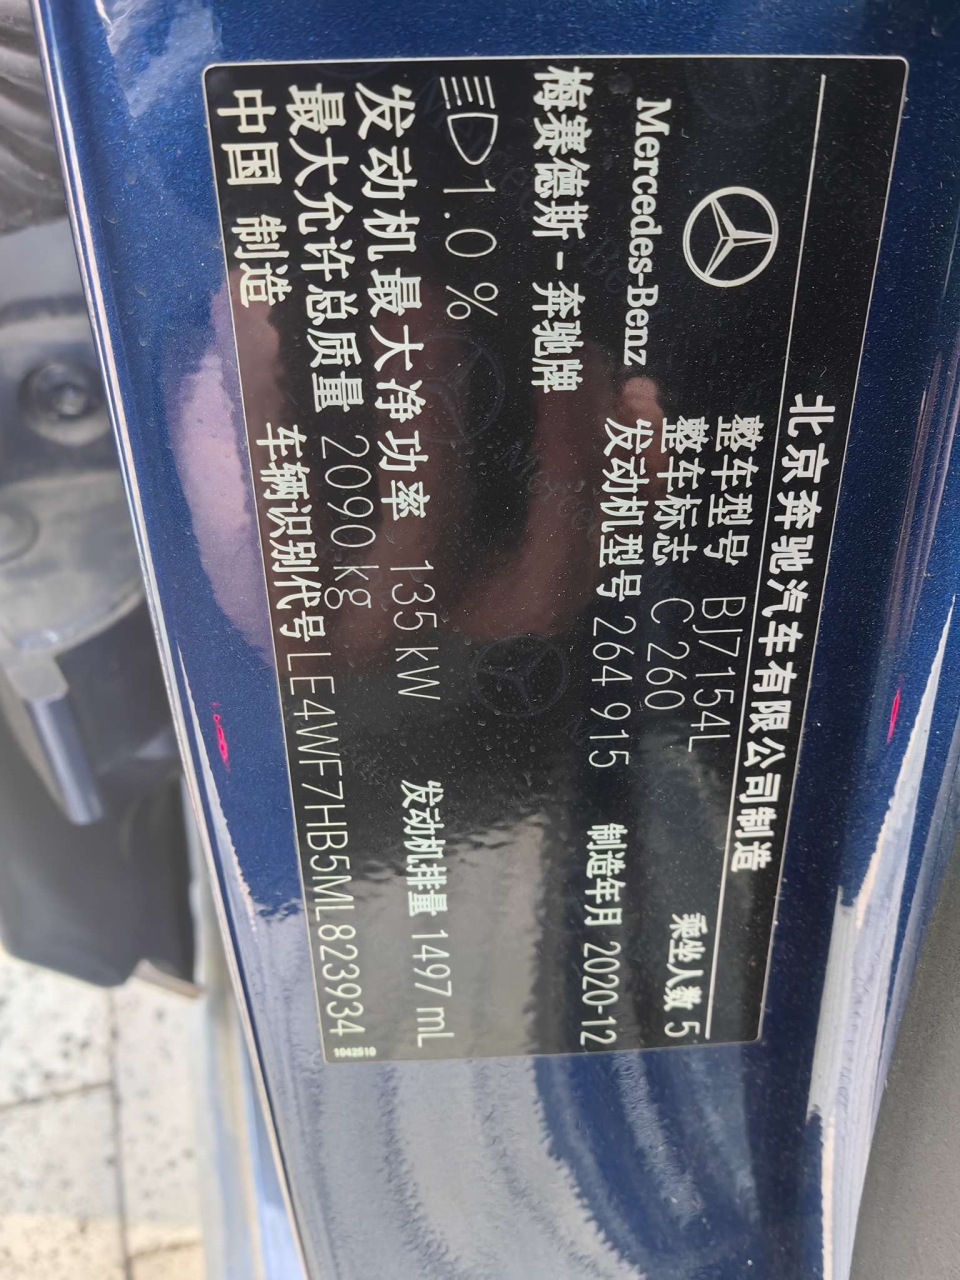 北京奔驰汽车有限公司制造
Mercedes-Benz
整车型号 BJ7154L
整车标志 C 260
乘坐人数 5
梅赛德斯-奔驰牌
发动机型号 264 915
制造年月 2020-12
1.0%
发动机最大净功率 135 kW
发动机排量 1497 mL
最大允许总质量 2090 kg
中国 制造
车辆识别代号 LE4WF7HB5ML823934
1042510